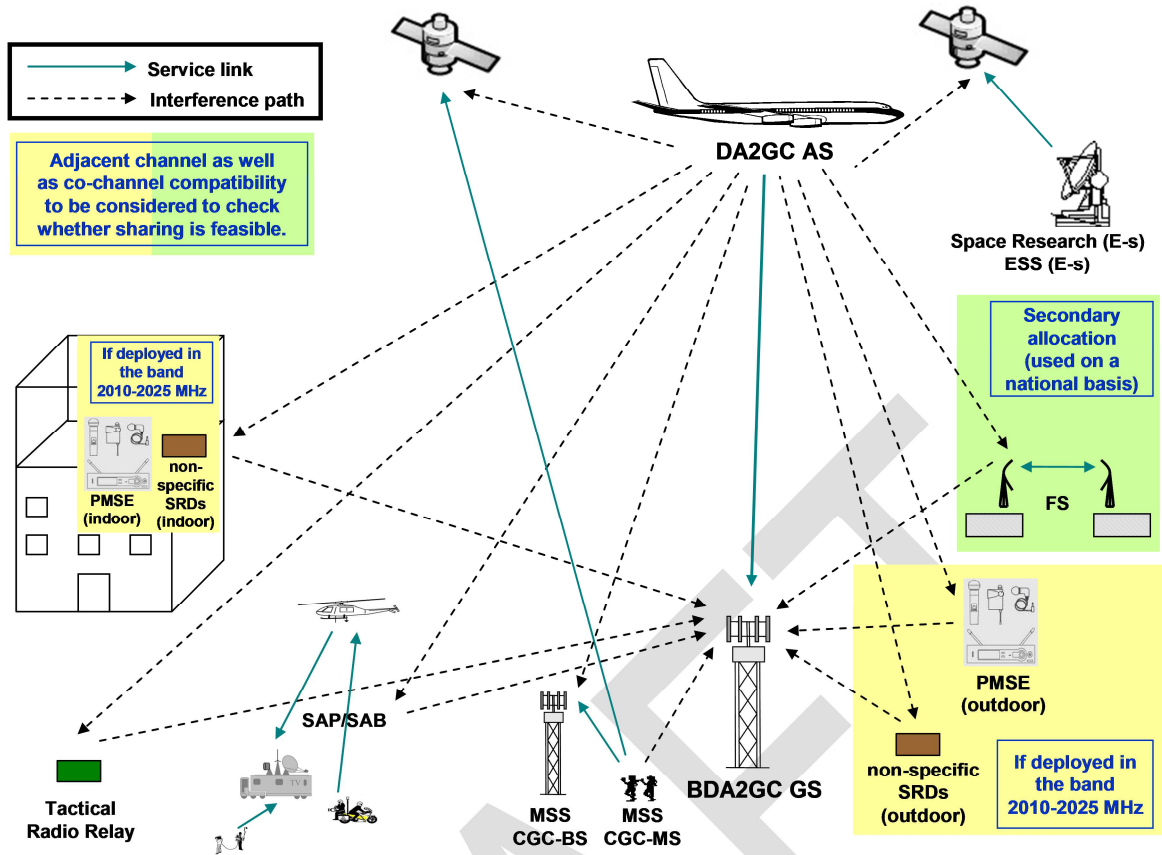 Service link
Interference path
Adjacent channel as well
as co-channel compatibility
to be considered to check
whether sharing is feasible.
DA2GC AS
Space Research (E-s)
ESS (E-s)
Secondary
allocation
(used on a
national basis)
FS
If deployed in
the band
2010-2025 MHz
PMSE
(indoor)
non-
specific
SRDs
(indoor)
SAP/SAB
TV
Tactical
Radio Relay
MSS
CGC-BS
MSS
CGC-MS
BDA2GC GS
PMSE
(outdoor)
non-specific
SRDs
(outdoor)
If deployed in
the band
2010-2025 MHz